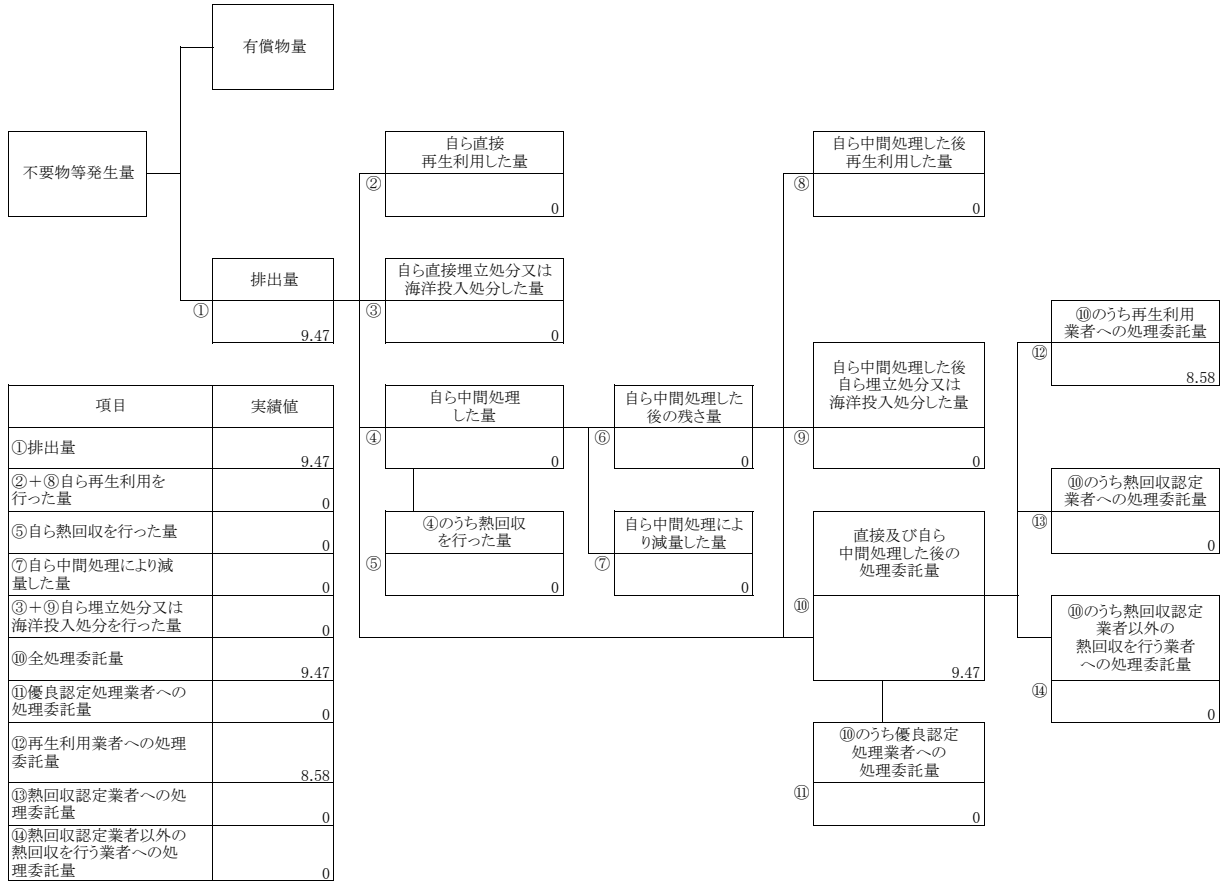 有償物量
不要物等発生量
自ら直接
再生利用した量
②
0
自ら中間処理した後
再生利用した量
⑧
0
排出量
①
9.47
自ら直接埋立処分又は
海洋投入処分した量
③
0
⑩のうち再生利用
業者への処理委託量
⑫
8.58
自ら中間処理
した量
④
0
自ら中間処理した
後の残さ量
⑥
0
自ら中間処理した後
自ら埋立処分又は
海洋投入処分した量
⑨
0
⑩のうち熱回収認定
業者への処理委託量
⑬
0
④のうち熱回収
を行った量
⑤
0
自ら中間処理によ
り減量した量
⑦
0
直接及び自ら
中間処理した後の
処理委託量
⑩
9.47
⑩のうち熱回収認定
業者以外の
熱回収を行う業者
への処理委託量
⑭
0
⑩のうち優良認定
処理業者への
処理委託量
⑪
0
項目 実績値
①排出量
9.47
②＋⑧自ら再生利用を
行った量
0
⑤自ら熱回収を行った量
0
⑦自ら中間処理により減
量した量
0
③＋⑨自ら埋立処分又は
海洋投入処分を行った量
0
⑩全処理委託量
9.47
⑪優良認定処理業者への
処理委託量
0
⑫再生利用業者への処理
委託量
8.58
⑬熱回収認定業者への処
理委託量
0
⑭熱回収認定業者以外の
熱回収を行う業者への処
理委託量
0